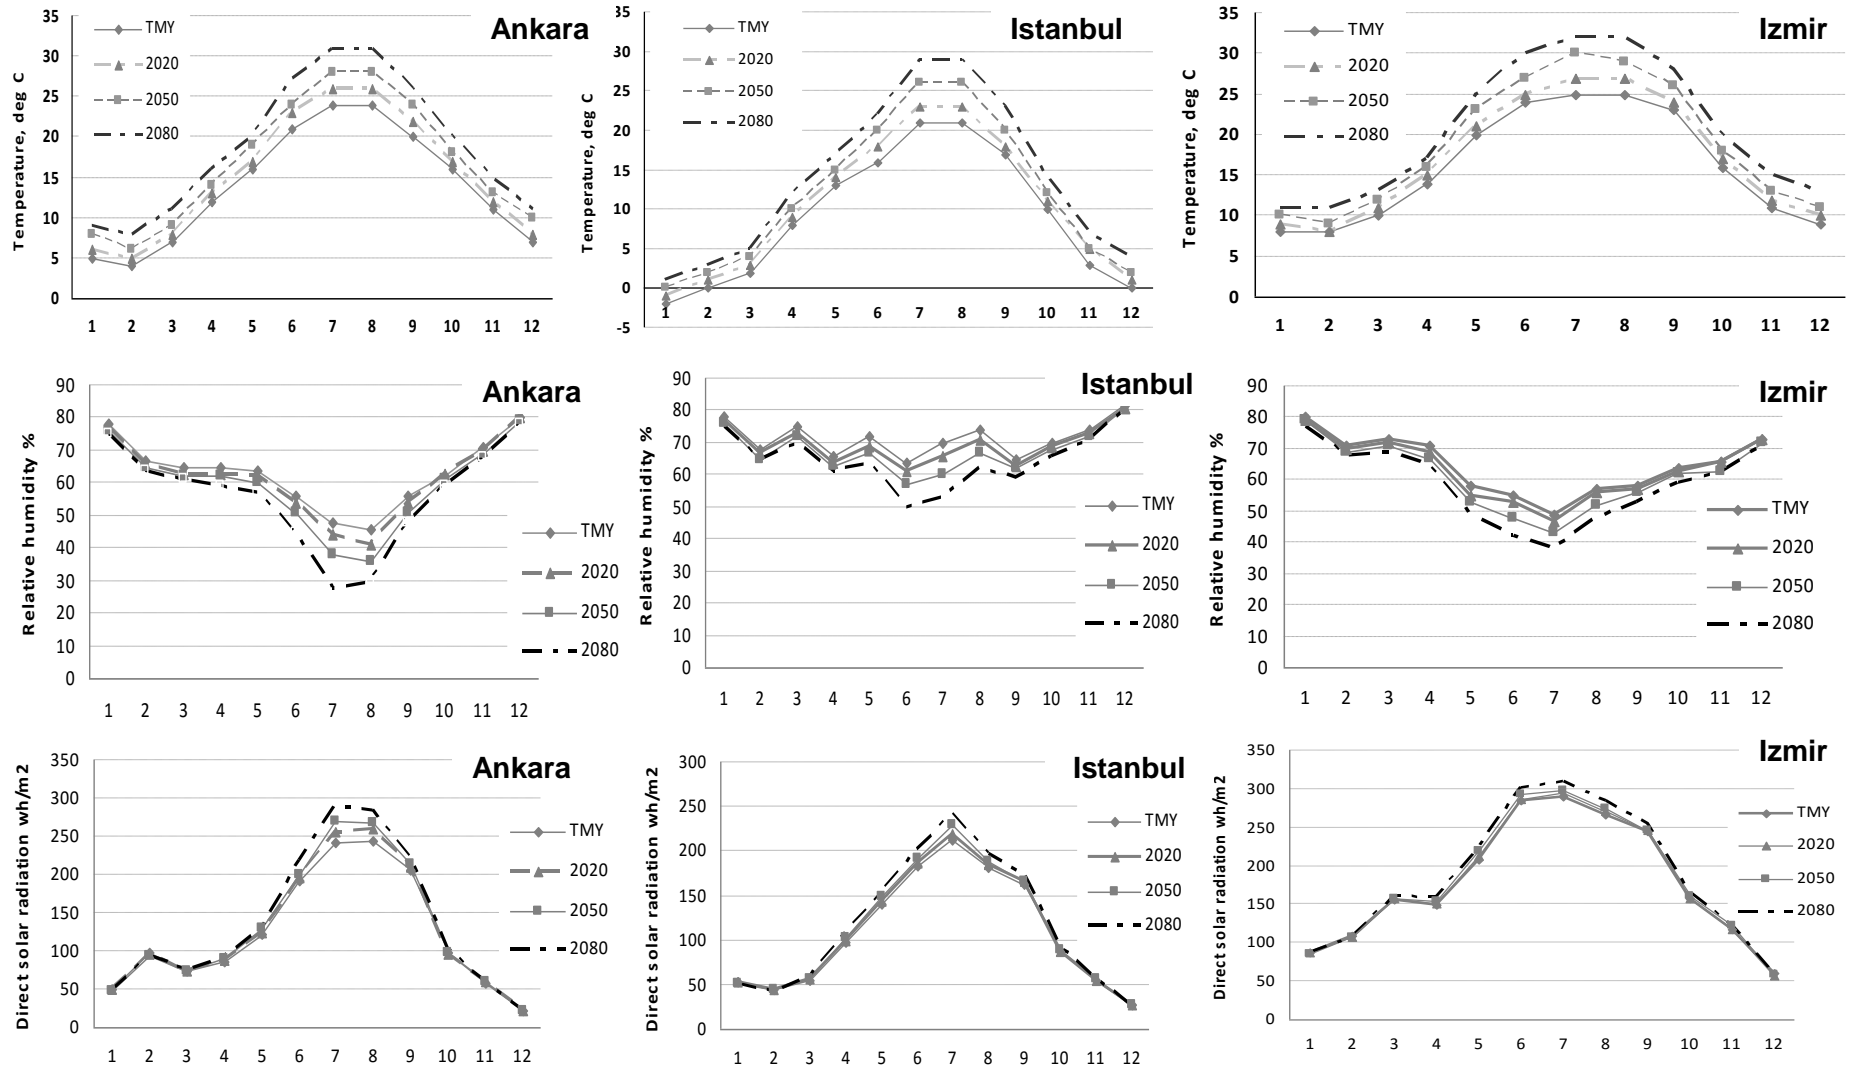 Ankara
Temperature, deg C
35
30
25
20
15
10
5
0
TMY
2020
2050
2080
1 2 3 4 5 6 7 8 9 10 11 12
Istanbul
Temperature, deg C
35
30
25
20
15
10
5
0
-5
TMY
2020
2050
2080
1 2 3 4 5 6 7 8 9 10 11 12
Izmir
Temperature, deg C
35
30
25
20
15
10
5
0
TMY
2020
2050
2080
1 2 3 4 5 6 7 8 9 10 11 12
Ankara
Relative humidity %
90
80
70
60
50
40
30
20
10
0
TMY
2020
2050
2080
1 2 3 4 5 6 7 8 9 10 11 12
Istanbul
Relative humidity %
90
80
70
60
50
40
30
20
10
0
TMY
2020
2050
2080
1 2 3 4 5 6 7 8 9 10 11 12
Izmir
Relative humidity %
90
80
70
60
50
40
30
20
10
0
TMY
2020
2050
2080
1 2 3 4 5 6 7 8 9 10 11 12
Ankara
Direct solar radiation wh/m2
350
300
250
200
150
100
50
0
TMY
2020
2050
2080
1 2 3 4 5 6 7 8 9 10 11 12
Istanbul
Direct solar radiation wh/m2
300
250
200
150
100
50
0
TMY
2020
2050
2080
1 2 3 4 5 6 7 8 9 10 11 12
Izmir
Direct solar radiation wh/m2
350
300
250
200
150
100
50
0
TMY
2020
2050
2080
1 2 3 4 5 6 7 8 9 10 11 12